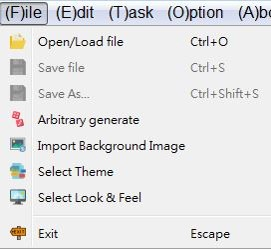 (F)ile (E)dit (T)ask (O)ption
Open/Load file Ctrl+O
Save file Ctrl+S
Save As... Ctrl+Shift+S
Arbitrary generate
Import Background Image
Select Theme
Select Look & Feel
Exit Escape